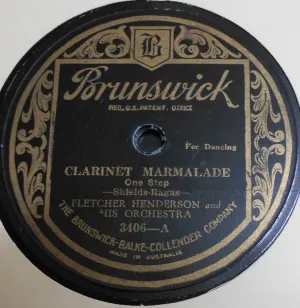 B
Brunswick
REG. U.S. PATENT. OFFICE
For Dancing
CLARINET MARMALADE
One Step
—Shields-Ragas—
FLETCHER HENDERSON and
HIS ORCHESTRA
3406—A
THE BRUNSWICK-BALKE-COLLENDER COMPANY
MADE IN AUSTRALIA